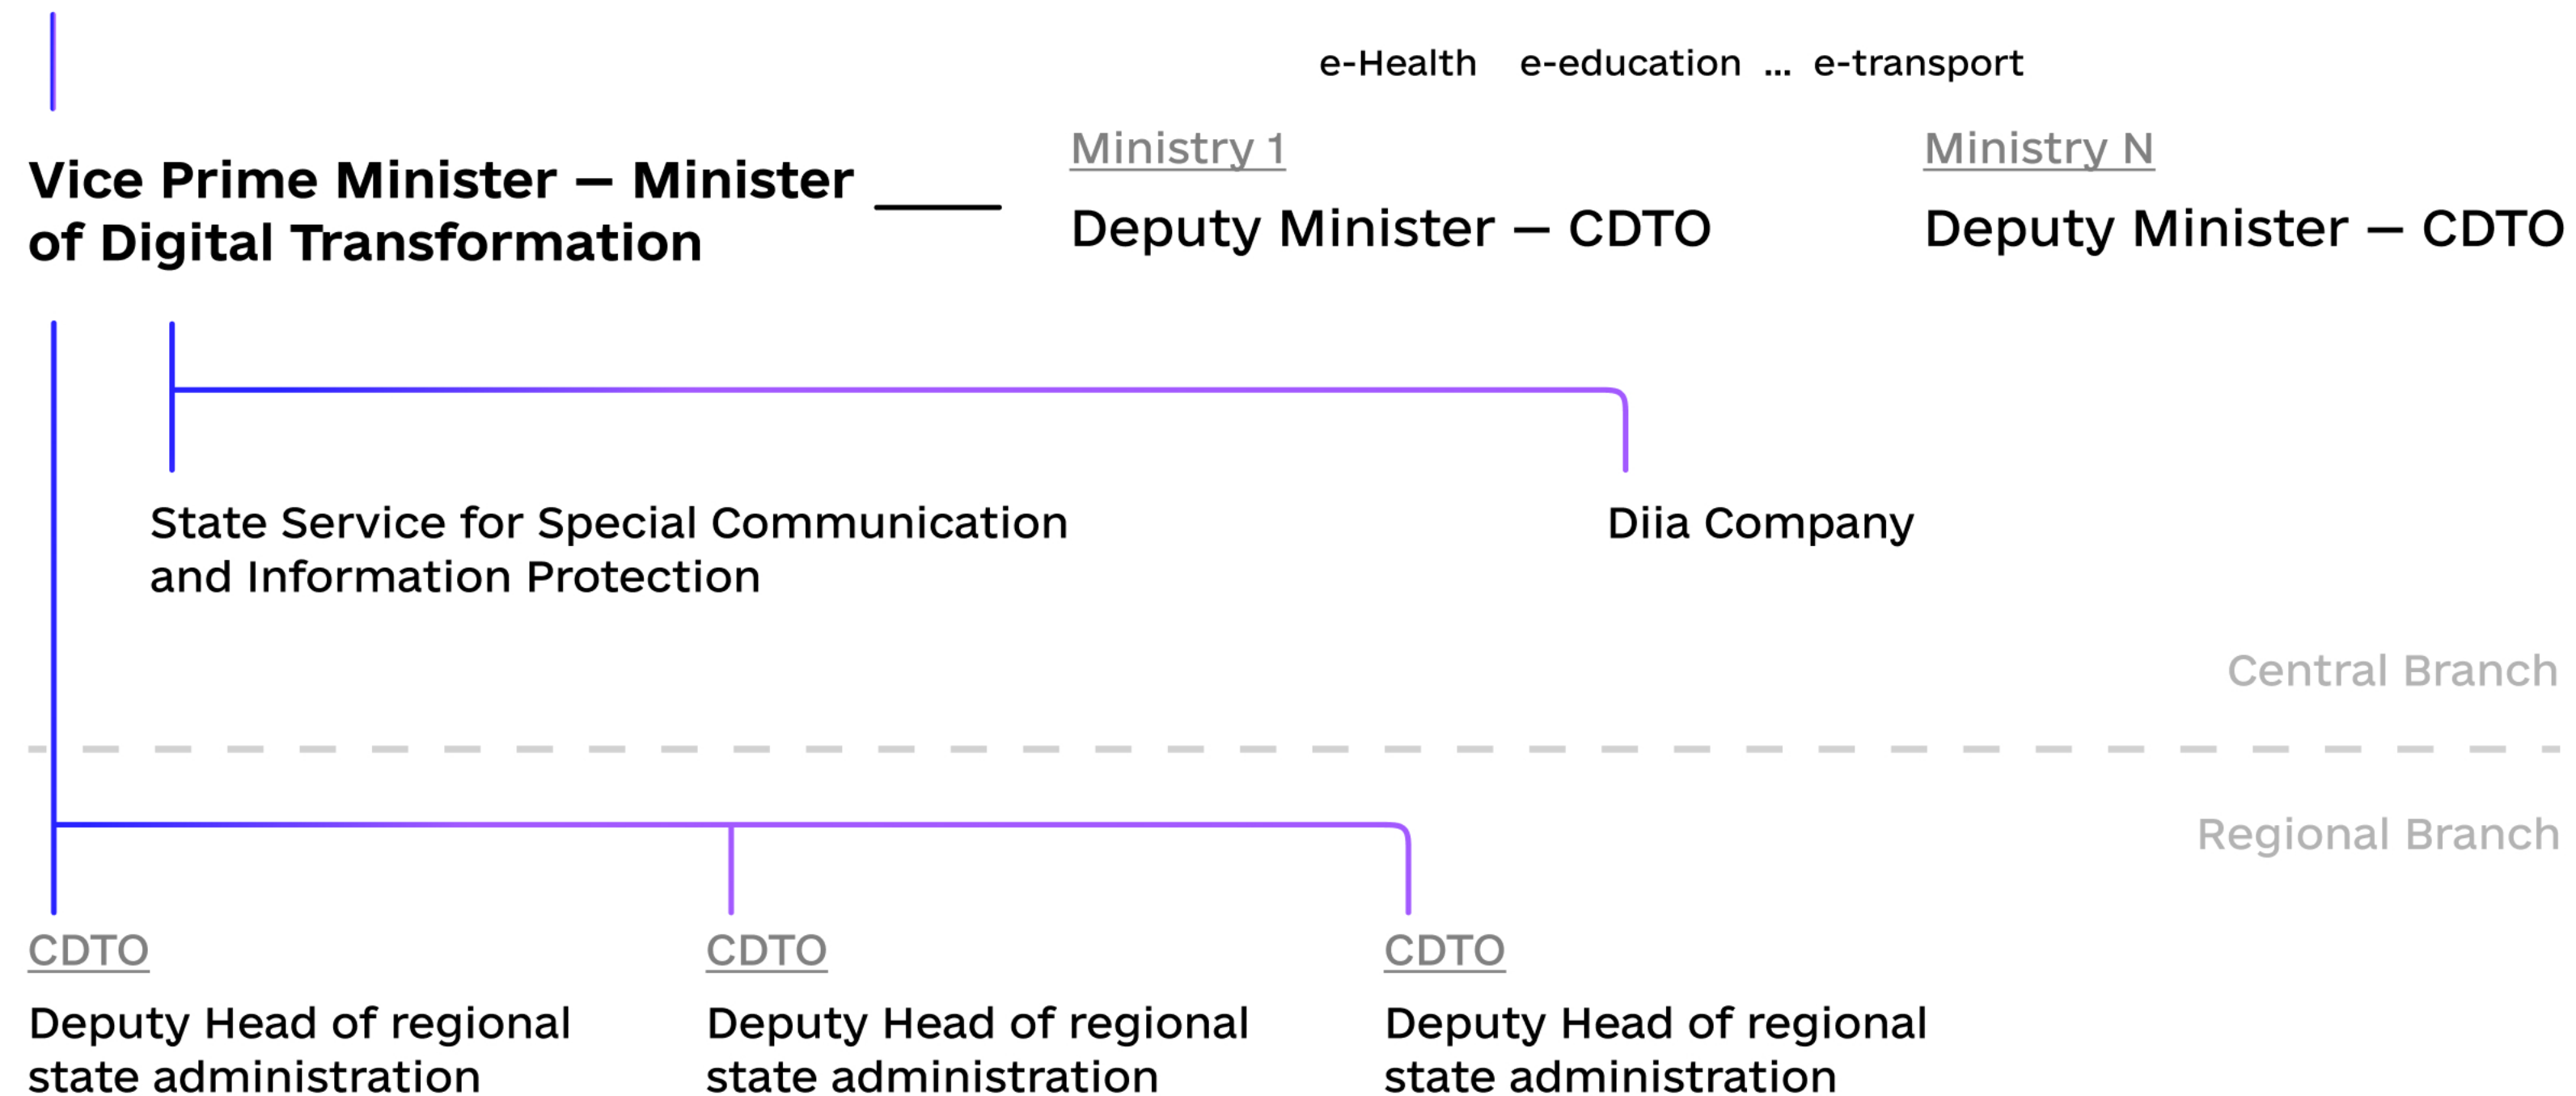 e-Health e-education ... e-transport
Vice Prime Minister – Minister
of Digital Transformation
Ministry 1
Deputy Minister – CDTO
Ministry N
Deputy Minister – CDTO
State Service for Special Communication
and Information Protection
Diia Company
Central Branch
Regional Branch
CDTO
Deputy Head of regional
state administration
CDTO
Deputy Head of regional
state administration
CDTO
Deputy Head of regional
state administration